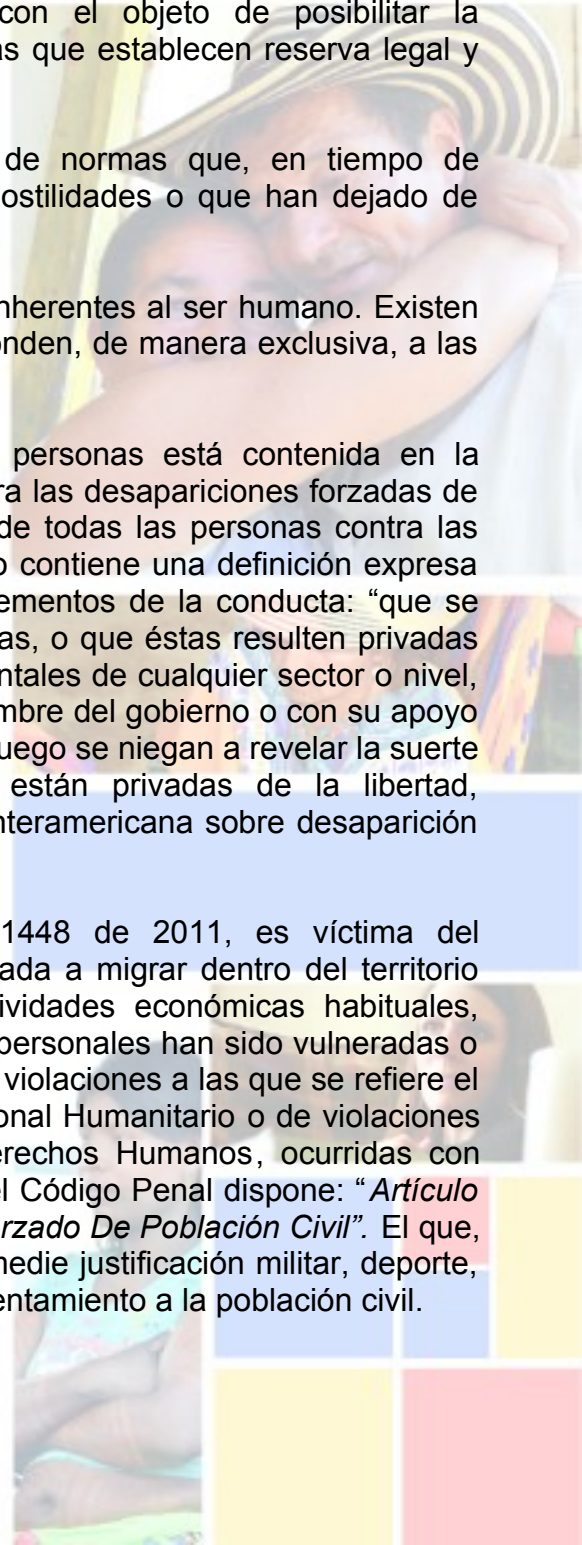 con el objeto de posibilitar la
as que establecen reserva legal y
de normas que, en tiempo de
ostilidades o que han dejado de
nherentes al ser humano. Existen
onden, de manera exclusiva, a las
personas está contenida en la
ra las desapariciones forzadas de
de todas las personas contra las
o contiene una definición expresa
ementos de la conducta: “que se
as, o que éstas resulten privadas
ntales de cualquier sector o nivel,
mbre del gobierno o con su apoyo
uego se niegan a revelar la suerte
están privadas de la libertad,
nteramericana sobre desaparición
1448 de 2011, es víctima del
ada a migrar dentro del territorio
tividades económicas habituales,
personales han sido vulneradas o
violaciones a las que se refiere el
onal Humanitario o de violaciones
erechos Humanos, ocurridas con
el Código Penal dispone: “Artículo
orzado De Población Civil”. El que,
medie justificación militar, deporte,
entamiento a la población civil.